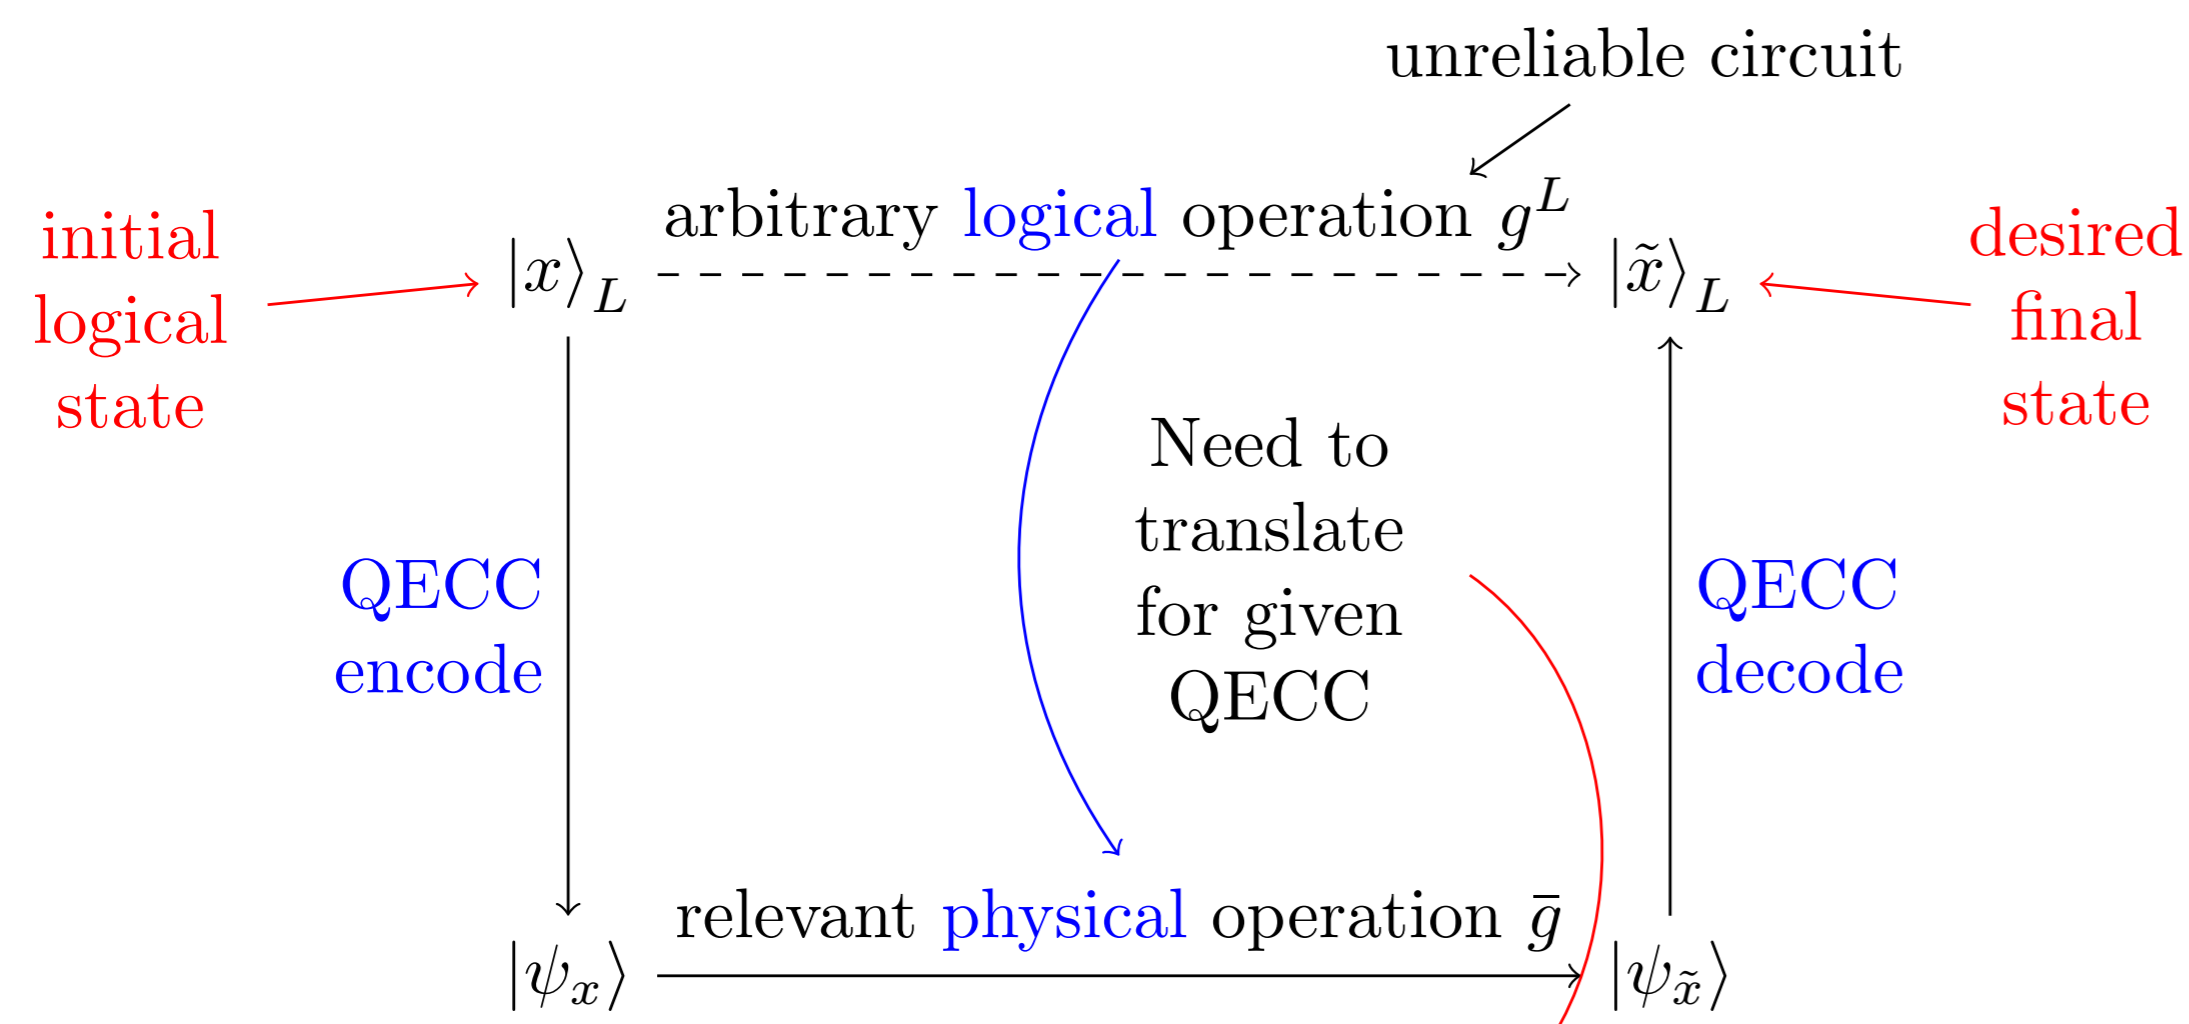 unreliable circuit
arbitrary logical operation g^L
initial
logical
state
|x⟩_L
|x̃⟩_L
desired
final
state
Need to
translate
for given
QECC
QECC
encode
QECC
decode
relevant physical operation ḡ
|ψ_x⟩
|ψ_x̃⟩